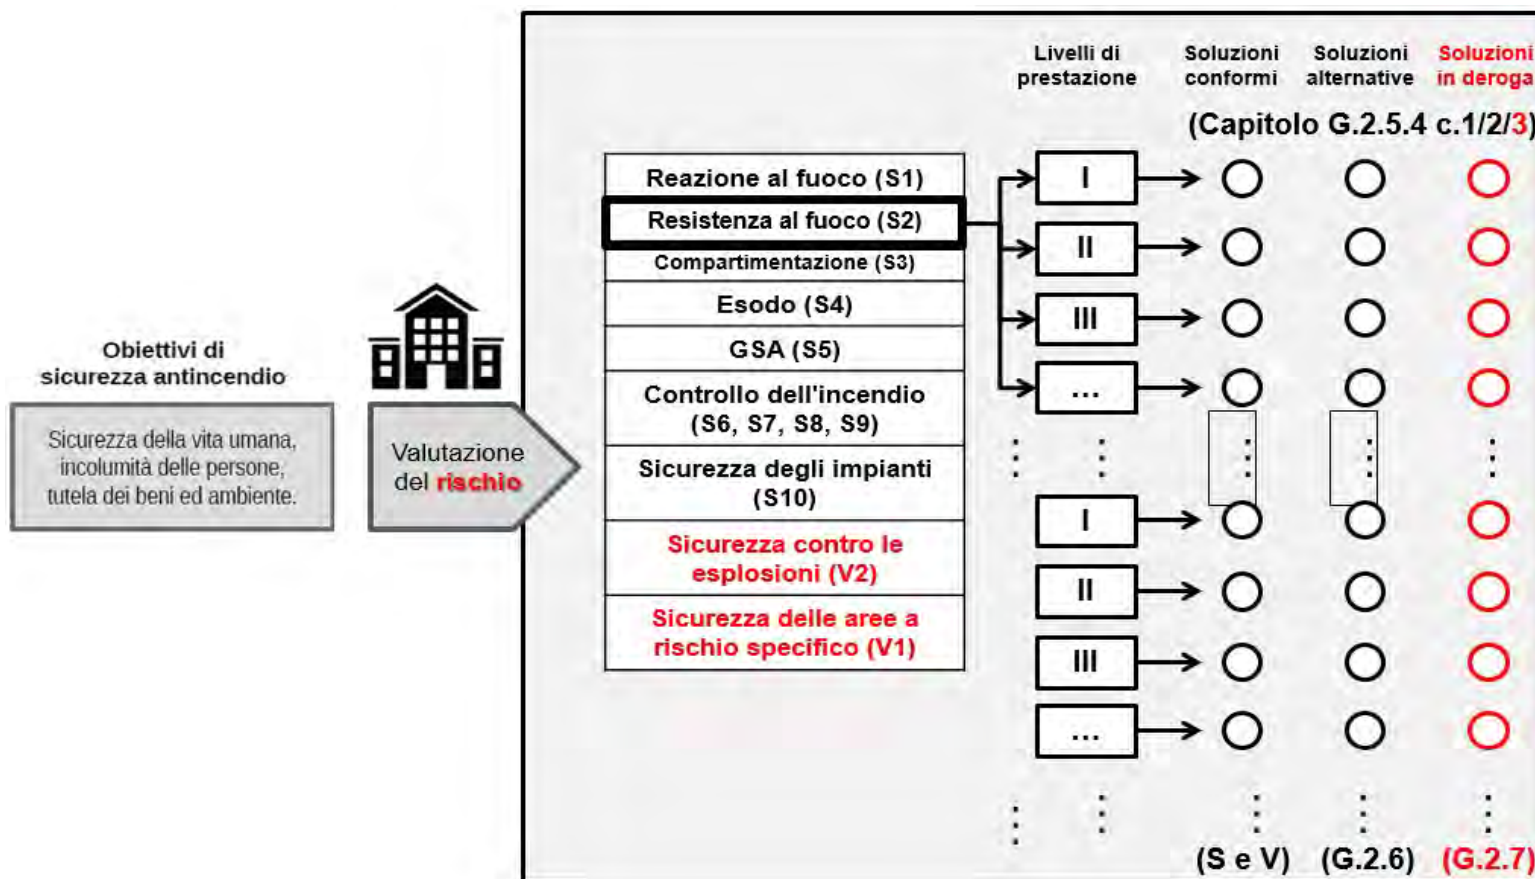 Obiettivi di
sicurezza antincendio
Sicurezza della vita umana,
incolumità delle persone,
tutela dei beni ed ambiente.
Valutazione
del rischio
Reazione al fuoco (S1)
Resistenza al fuoco (S2)
Compartimentazione (S3)
Esodo (S4)
GSA (S5)
Controllo dell'incendio
(S6, S7, S8, S9)
Sicurezza degli impianti
(S10)
Sicurezza contro le
esplosioni (V2)
Sicurezza delle aree a
rischio specifico (V1)
Livelli di
prestazione
Soluzioni
conformi
Soluzioni
alternative
Soluzioni
in deroga
(Capitolo G.2.5.4 c.1/2/3)
I
II
III
...
I
II
III
...
(S e V)
(G.2.6)
(G.2.7)